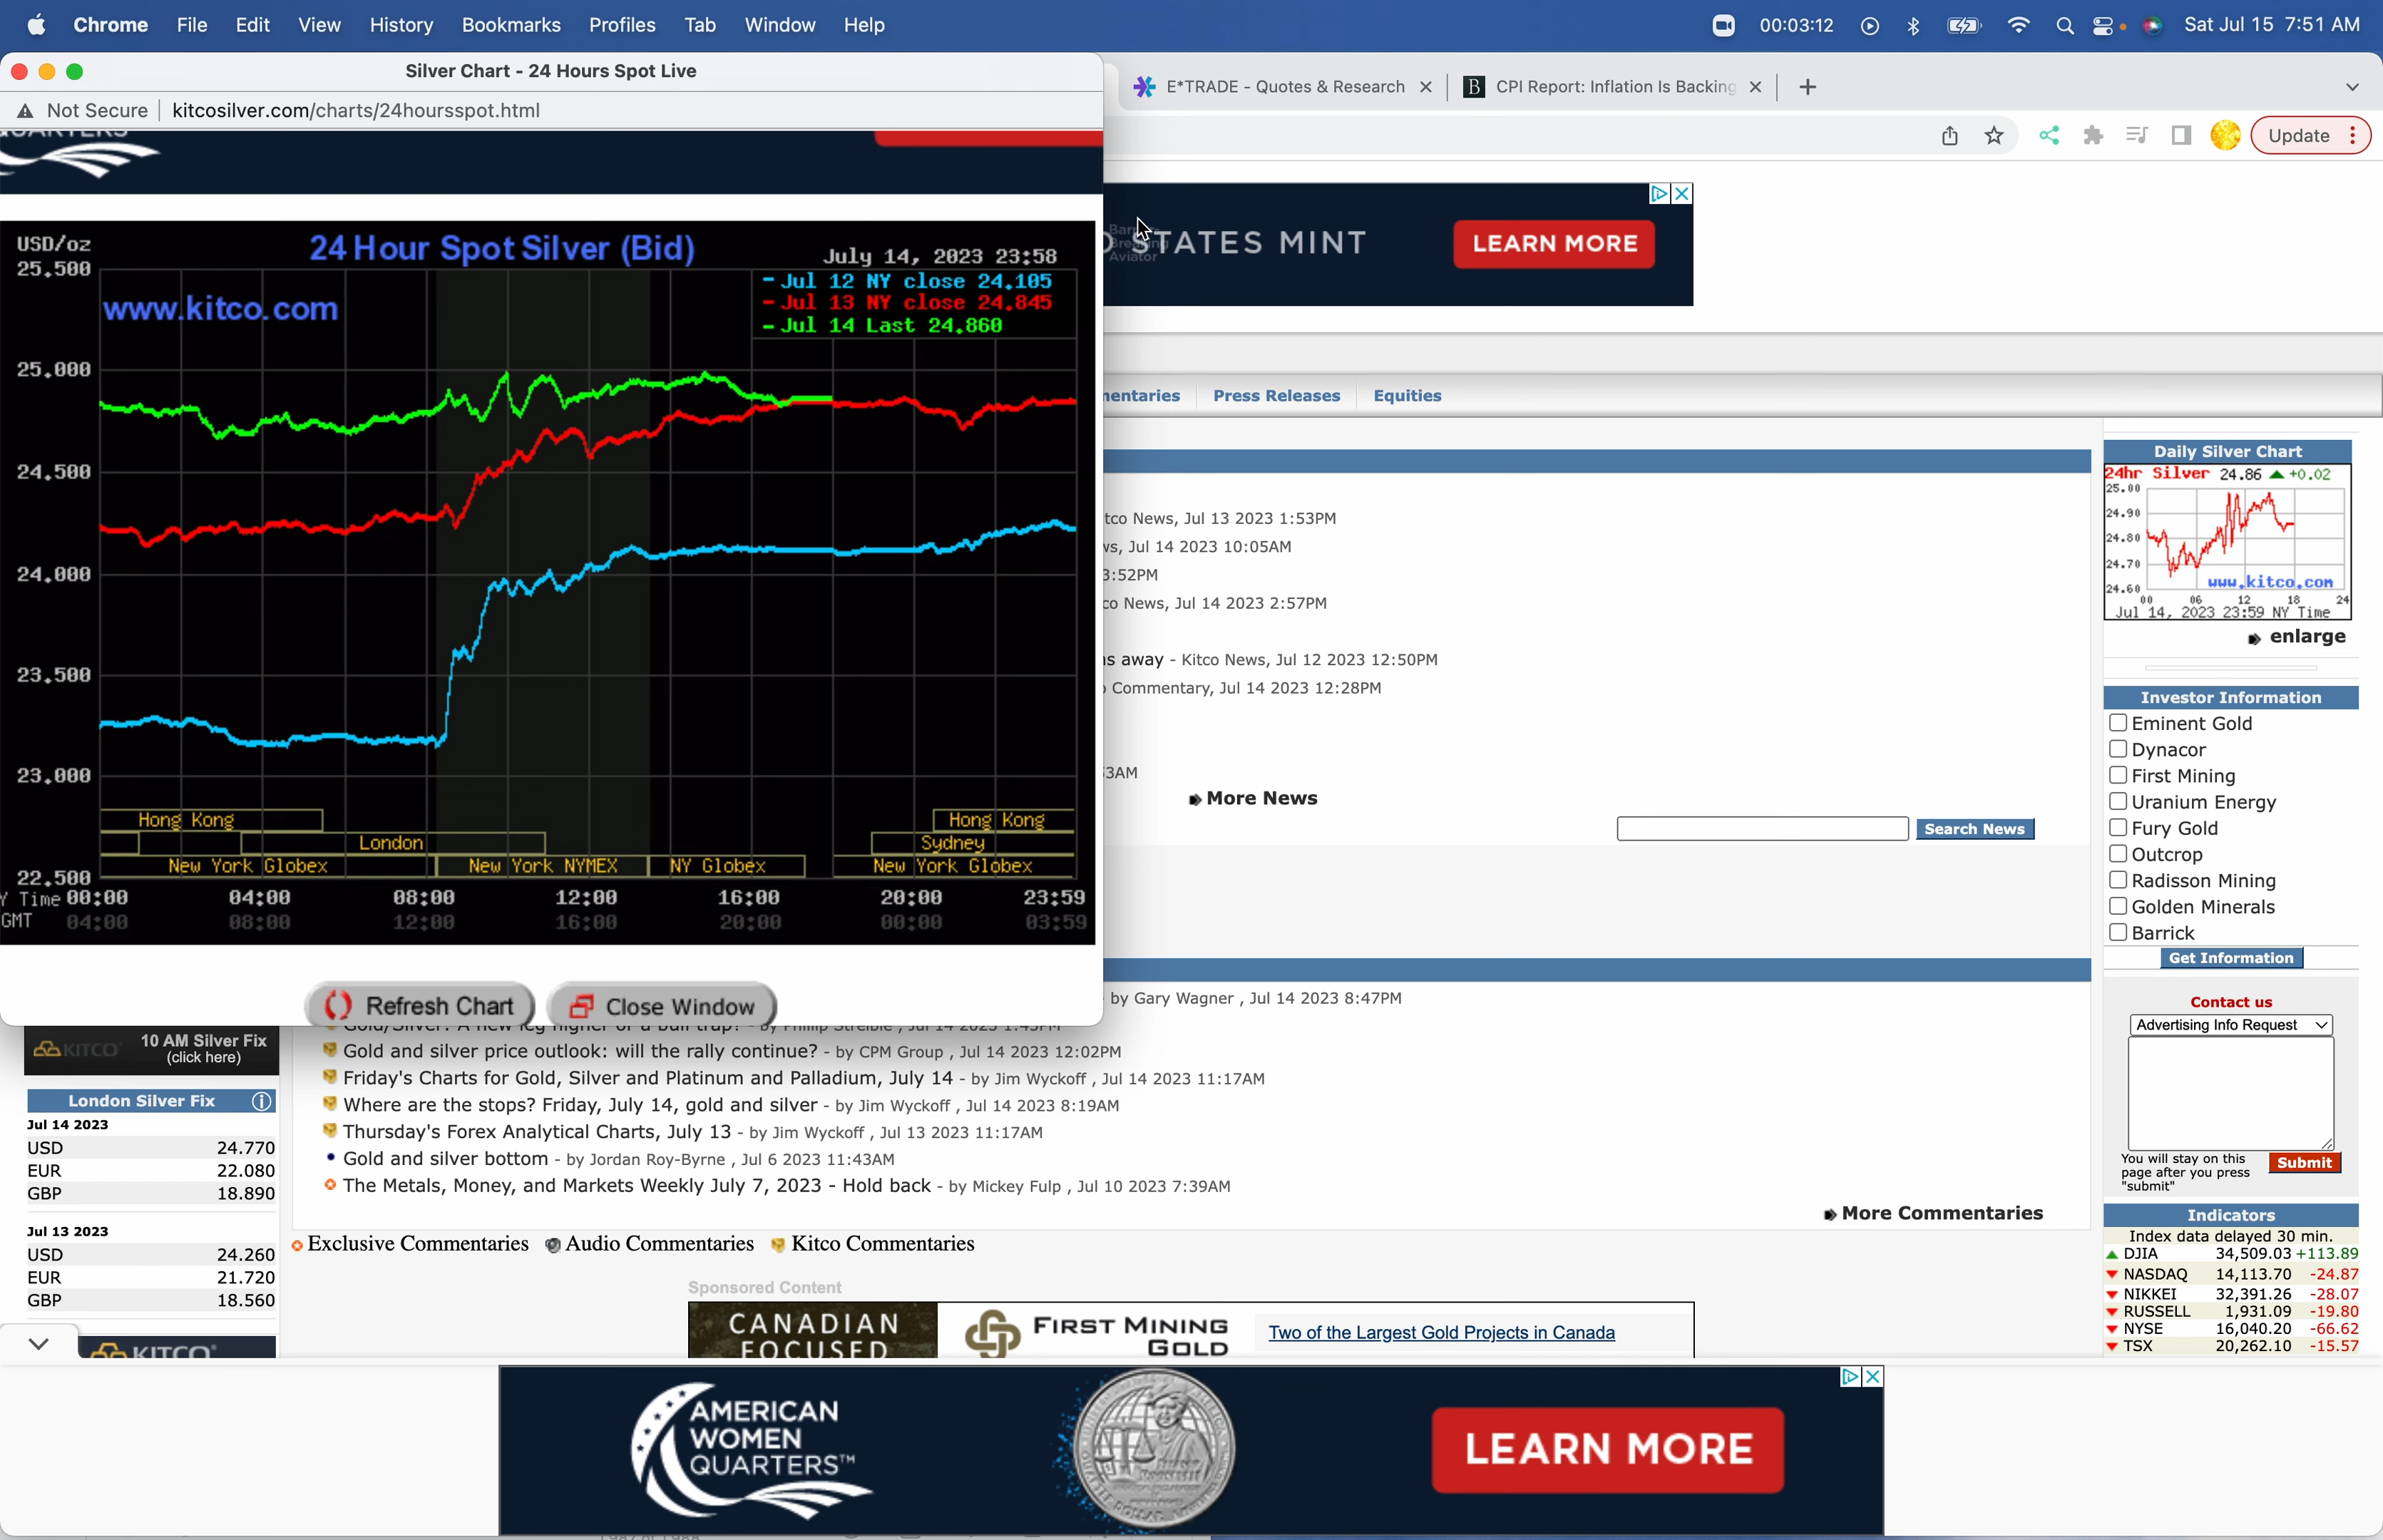 Chrome File Edit View History Bookmarks Profiles Tab Window Help
00:03:12 Sat Jul 15 7:51 AM
Silver Chart - 24 Hours Spot Live
E*TRADE - Quotes & Research
CPI Report: Inflation Is Backing
Not Secure kitcosilver.com/charts/24hoursspot.html
Update
STATES MINT
LEARN MORE
USD/oz
24 Hour Spot Silver (Bid)
July 14, 2023 23:58
www.kitco.com
Jul 12 NY close 24.105
Jul 13 NY close 24.845
Jul 14 Last 24.860
25.500
25.000
24.500
24.000
23.500
23.000
22.500
Hong Kong Hong Kong
London Sydney
New York Globex New York NYMEX NY Globex New York Globex
Y Time 00:00 04:00 08:00 12:00 16:00 20:00 23:59
GMT 04:00 08:00 12:00 16:00 20:00 00:00 03:59
Refresh Chart Close Window
mentaries Press Releases Equities
tco News, Jul 13 2023 1:53PM
ws, Jul 14 2023 10:05AM
3:52PM
co News, Jul 14 2023 2:57PM
s away - Kitco News, Jul 12 2023 12:50PM
Commentary, Jul 14 2023 12:28PM
3AM
More News
Search News
by Gary Wagner , Jul 14 2023 8:47PM
Gold and silver price outlook: will the rally continue? - by CPM Group , Jul 14 2023 12:02PM
Friday's Charts for Gold, Silver and Platinum and Palladium, July 14 - by Jim Wyckoff , Jul 14 2023 11:17AM
Where are the stops? Friday, July 14, gold and silver - by Jim Wyckoff , Jul 14 2023 8:19AM
Thursday's Forex Analytical Charts, July 13 - by Jim Wyckoff , Jul 13 2023 11:17AM
Gold and silver bottom - by Jordan Roy-Byrne , Jul 6 2023 11:43AM
The Metals, Money, and Markets Weekly July 7, 2023 - Hold back - by Mickey Fulp , Jul 10 2023 7:39AM
More Commentaries
Exclusive Commentaries Audio Commentaries Kitco Commentaries
KITCO 10 AM Silver Fix
(click here)
London Silver Fix
Jul 14 2023
USD 24.770
EUR 22.080
GBP 18.890
Jul 13 2023
USD 24.260
EUR 21.720
GBP 18.560
KITCO
Sponsored Content
CANADIAN
FOCUSED
FIRST MINING
GOLD
Two of the Largest Gold Projects in Canada
Daily Silver Chart
24hr Silver 24.86 +0.02
25.00
24.90
24.80
24.70
24.60
www.kitco.com
00 06 12 18 24
Jul 14, 2023 23:59 NY Time
enlarge
Investor Information
Eminent Gold
Dynacor
First Mining
Uranium Energy
Fury Gold
Outcrop
Radisson Mining
Golden Minerals
Barrick
Get Information
Contact us
Advertising Info Request
You will stay on this
page after you press
"submit"
Submit
Indicators
Index data delayed 30 min.
DJIA 34,509.03 +113.89
NASDAQ 14,113.70 -24.87
NIKKEI 32,391.26 -28.07
RUSSELL 1,931.09 -19.80
NYSE 16,040.20 -66.62
TSX 20,262.10 -15.57
AMERICAN
WOMEN
QUARTERS™
LEARN MORE